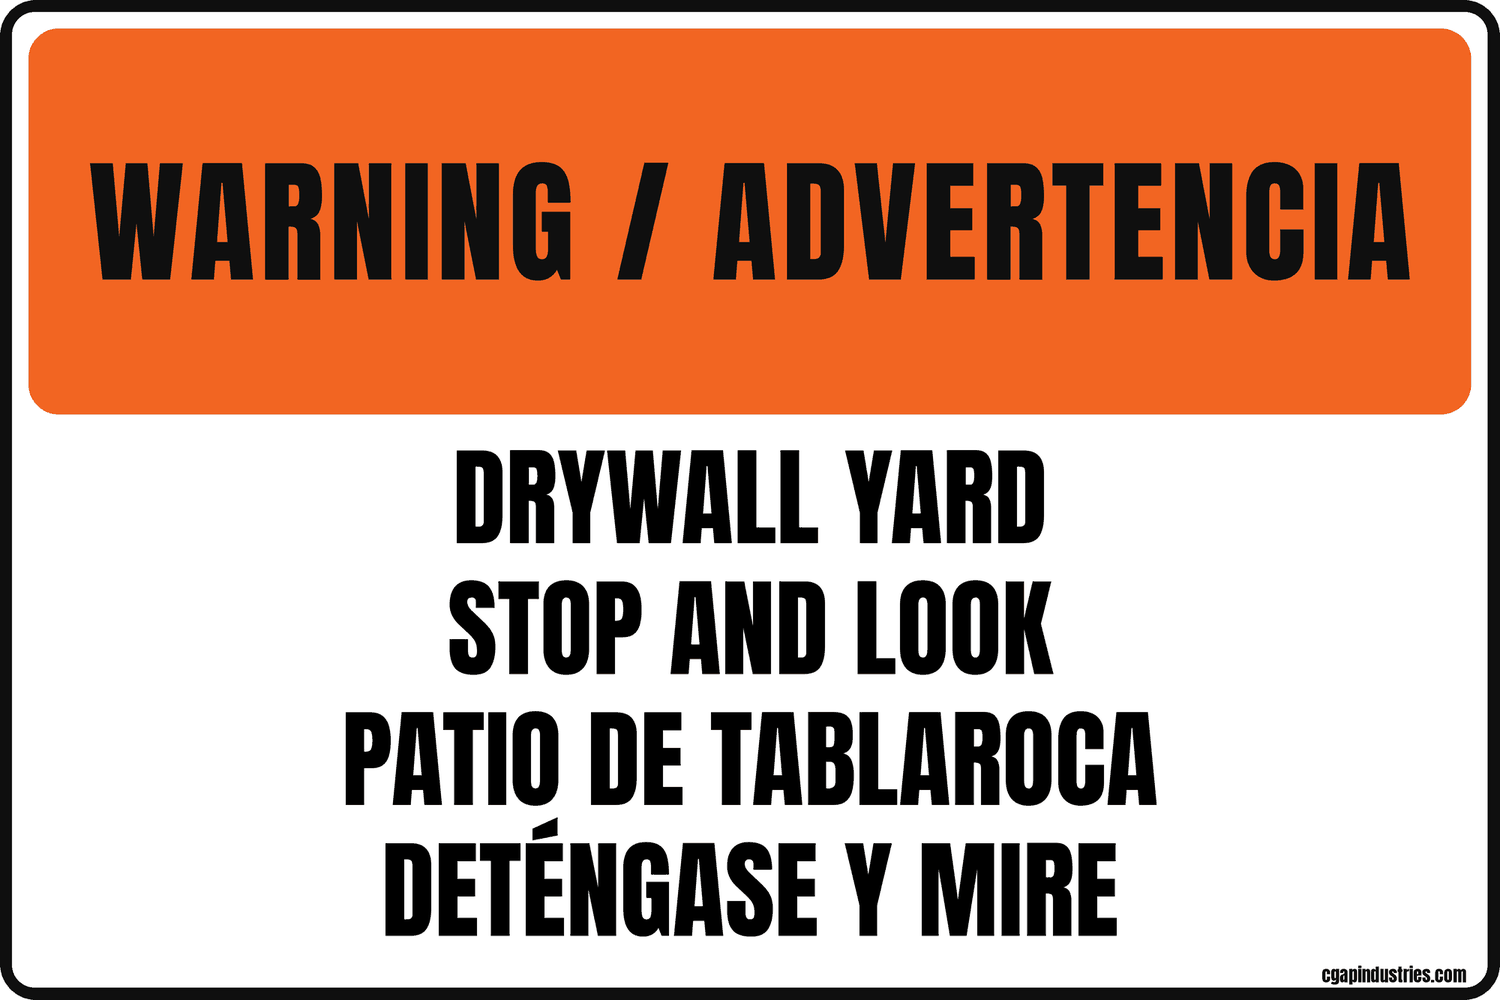 WARNING / ADVERTENCIA
DRYWALL YARD
STOP AND LOOK
PATIO DE TABLAROCA
DETÉNGASE Y MIRE
cgapindustries.com